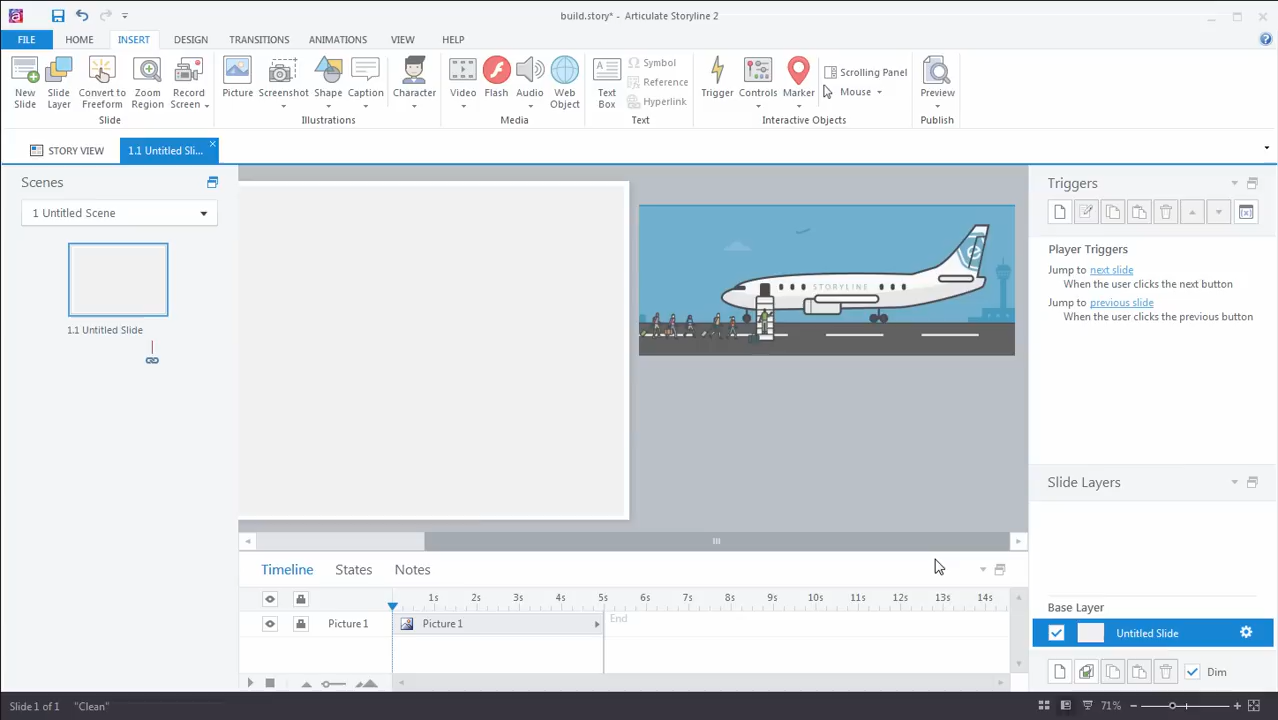 build.story* - Articulate Storyline 2
FILE HOME INSERT DESIGN TRANSITIONS ANIMATIONS VIEW HELP
New Slide
Slide Layer
Convert to Freeform
Zoom Region
Record Screen
Picture
Screenshot
Shape
Caption
Character
Video
Flash
Audio
Web Object
Text Box
Symbol
Reference
Hyperlink
Trigger
Controls
Marker
Scrolling Panel
Mouse
Preview
Slide Illustrations Media Text Interactive Objects Publish
STORY VIEW 1.1 Untitled Sli...
Scenes
1 Untitled Scene
1.1 Untitled Slide
STORYLINE
e
Triggers
Player Triggers
Jump to next slide
When the user clicks the next button
Jump to previous slide
When the user clicks the previous button
Slide Layers
Base Layer
Untitled Slide
Dim
Timeline States Notes
1s 2s 3s 4s 5s 6s 7s 8s 9s 10s 11s 12s 13s 14s
Picture 1 Picture 1 End
Slide 1 of 1 "Clean" 71%